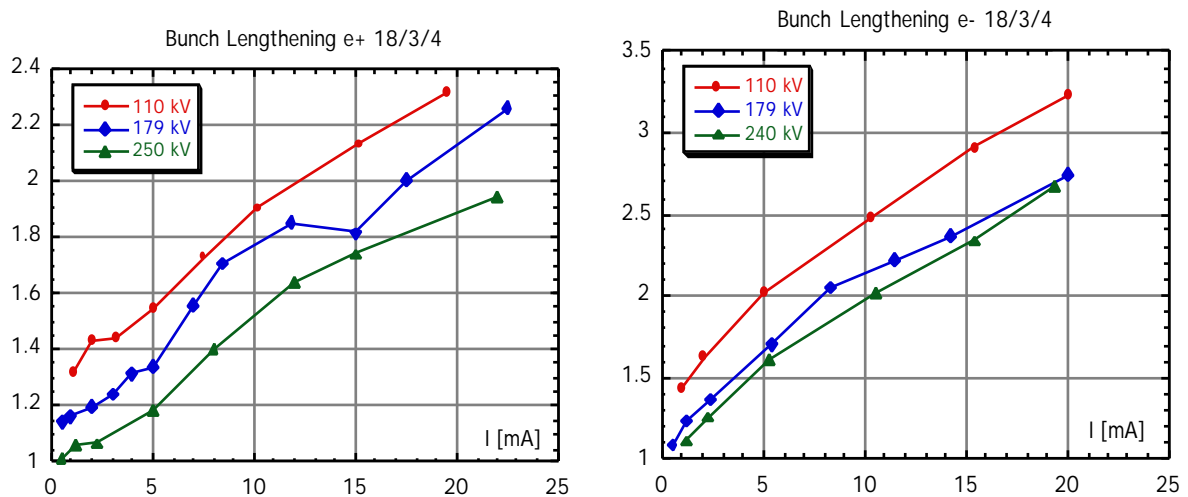 Bunch Lengthening e+ 18/3/4
2.4
2.2
2
1.8
1.6
1.4
1.2
1
110 kV
179 kV
250 kV
I [mA]
0 5 10 15 20 25
Bunch Lengthening e- 18/3/4
3.5
3
2.5
2
1.5
1
110 kV
179 kV
240 kV
I [mA]
0 5 10 15 20 25